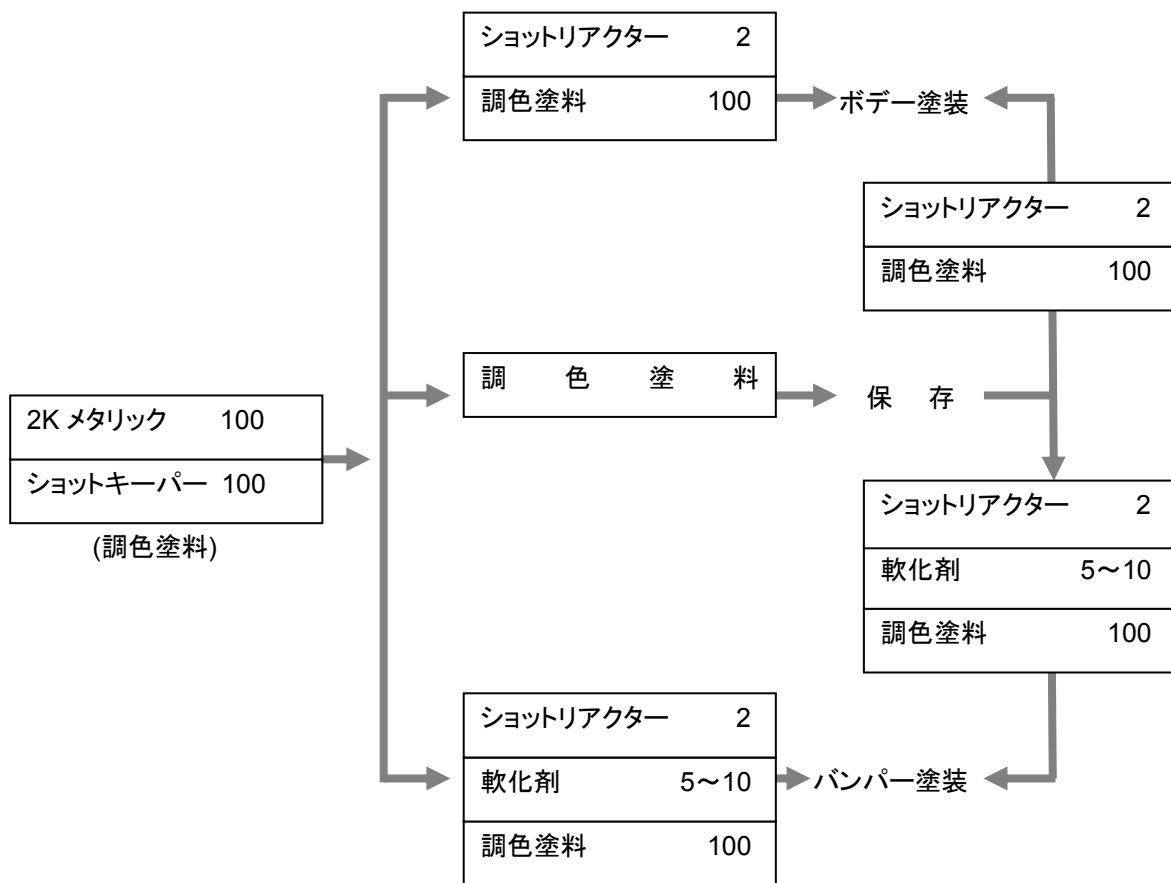 ショットリアクター 2
調色塗料 100
ボデー塗装
ショットリアクター 2
調色塗料 100
調 色 塗 料
保 存
2K メタリック 100
ショットキーパー 100
(調色塗料)
ショットリアクター 2
軟化剤 5～10
調色塗料 100
ショットリアクター 2
軟化剤 5～10
調色塗料 100
バンパー塗装